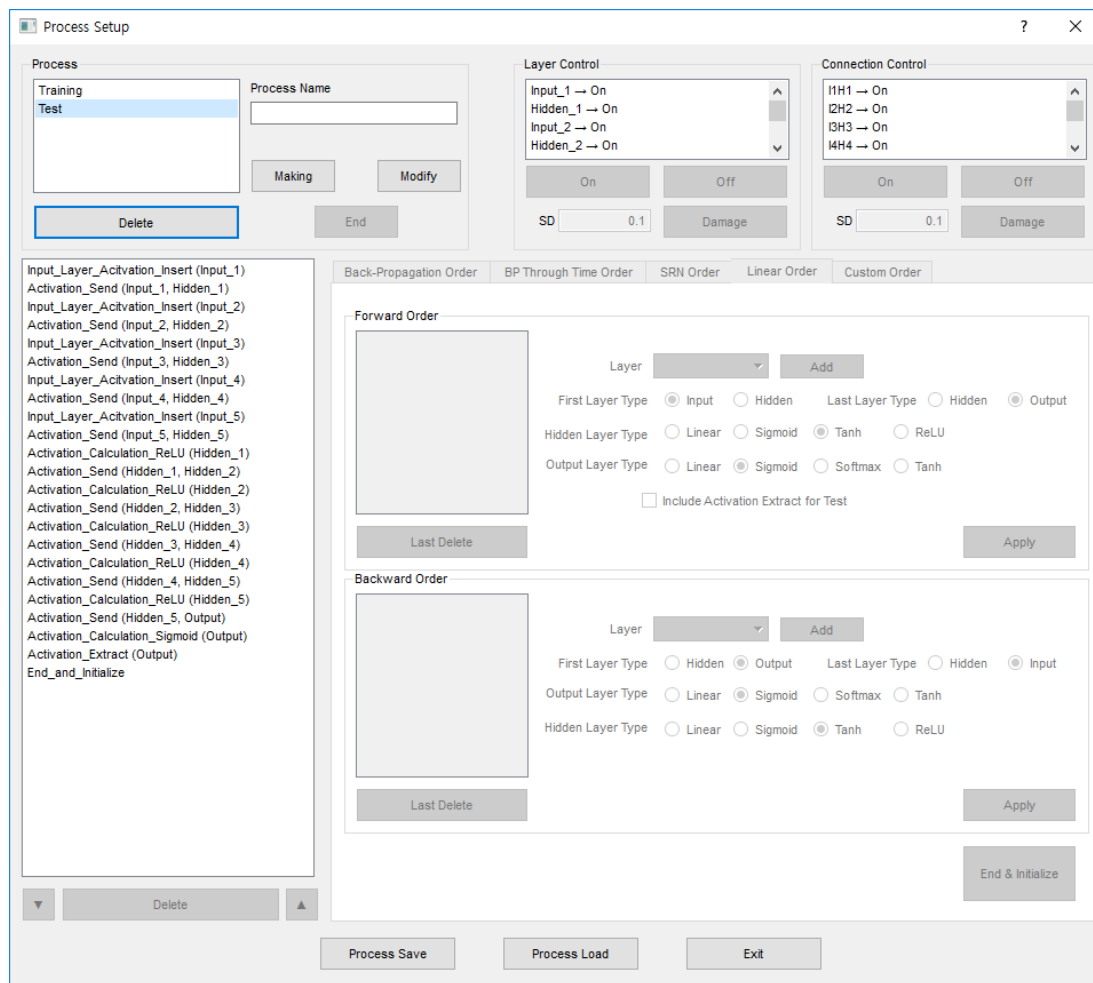 Process Setup
?
Process
Training
Test
Process Name
Making
Modify
Delete
End
Layer Control
Input_1 → On
Hidden_1 → On
Input_2 → On
Hidden_2 → On
On
Off
SD
0.1
Damage
Connection Control
I1H1 → On
I2H2 → On
I3H3 → On
I4H4 → On
On
Off
SD
0.1
Damage
Input_Layer_Acitvation_Insert (Input_1)
Activation_Send (Input_1, Hidden_1)
Input_Layer_Acitvation_Insert (Input_2)
Activation_Send (Input_2, Hidden_2)
Input_Layer_Acitvation_Insert (Input_3)
Activation_Send (Input_3, Hidden_3)
Input_Layer_Acitvation_Insert (Input_4)
Activation_Send (Input_4, Hidden_4)
Input_Layer_Acitvation_Insert (Input_5)
Activation_Send (Input_5, Hidden_5)
Activation_Calculation_ReLU (Hidden_1)
Activation_Send (Hidden_1, Hidden_2)
Activation_Calculation_ReLU (Hidden_2)
Activation_Send (Hidden_2, Hidden_3)
Activation_Calculation_ReLU (Hidden_3)
Activation_Send (Hidden_3, Hidden_4)
Activation_Calculation_ReLU (Hidden_4)
Activation_Send (Hidden_4, Hidden_5)
Activation_Calculation_ReLU (Hidden_5)
Activation_Send (Hidden_5, Output)
Activation_Calculation_Sigmoid (Output)
Activation_Extract (Output)
End_and_Initialize
▼ Delete ▲
Back-Propagation Order BP Through Time Order SRN Order Linear Order Custom Order
Forward Order
Layer Add
First Layer Type Input Hidden Last Layer Type Hidden Output
Hidden Layer Type Linear Sigmoid Tanh ReLU
Output Layer Type Linear Sigmoid Softmax Tanh
Include Activation Extract for Test
Last Delete Apply
Backward Order
Layer Add
First Layer Type Hidden Output Last Layer Type Hidden Input
Output Layer Type Linear Sigmoid Softmax Tanh
Hidden Layer Type Linear Sigmoid Tanh ReLU
Last Delete Apply
End & Initialize
Process Save Process Load Exit